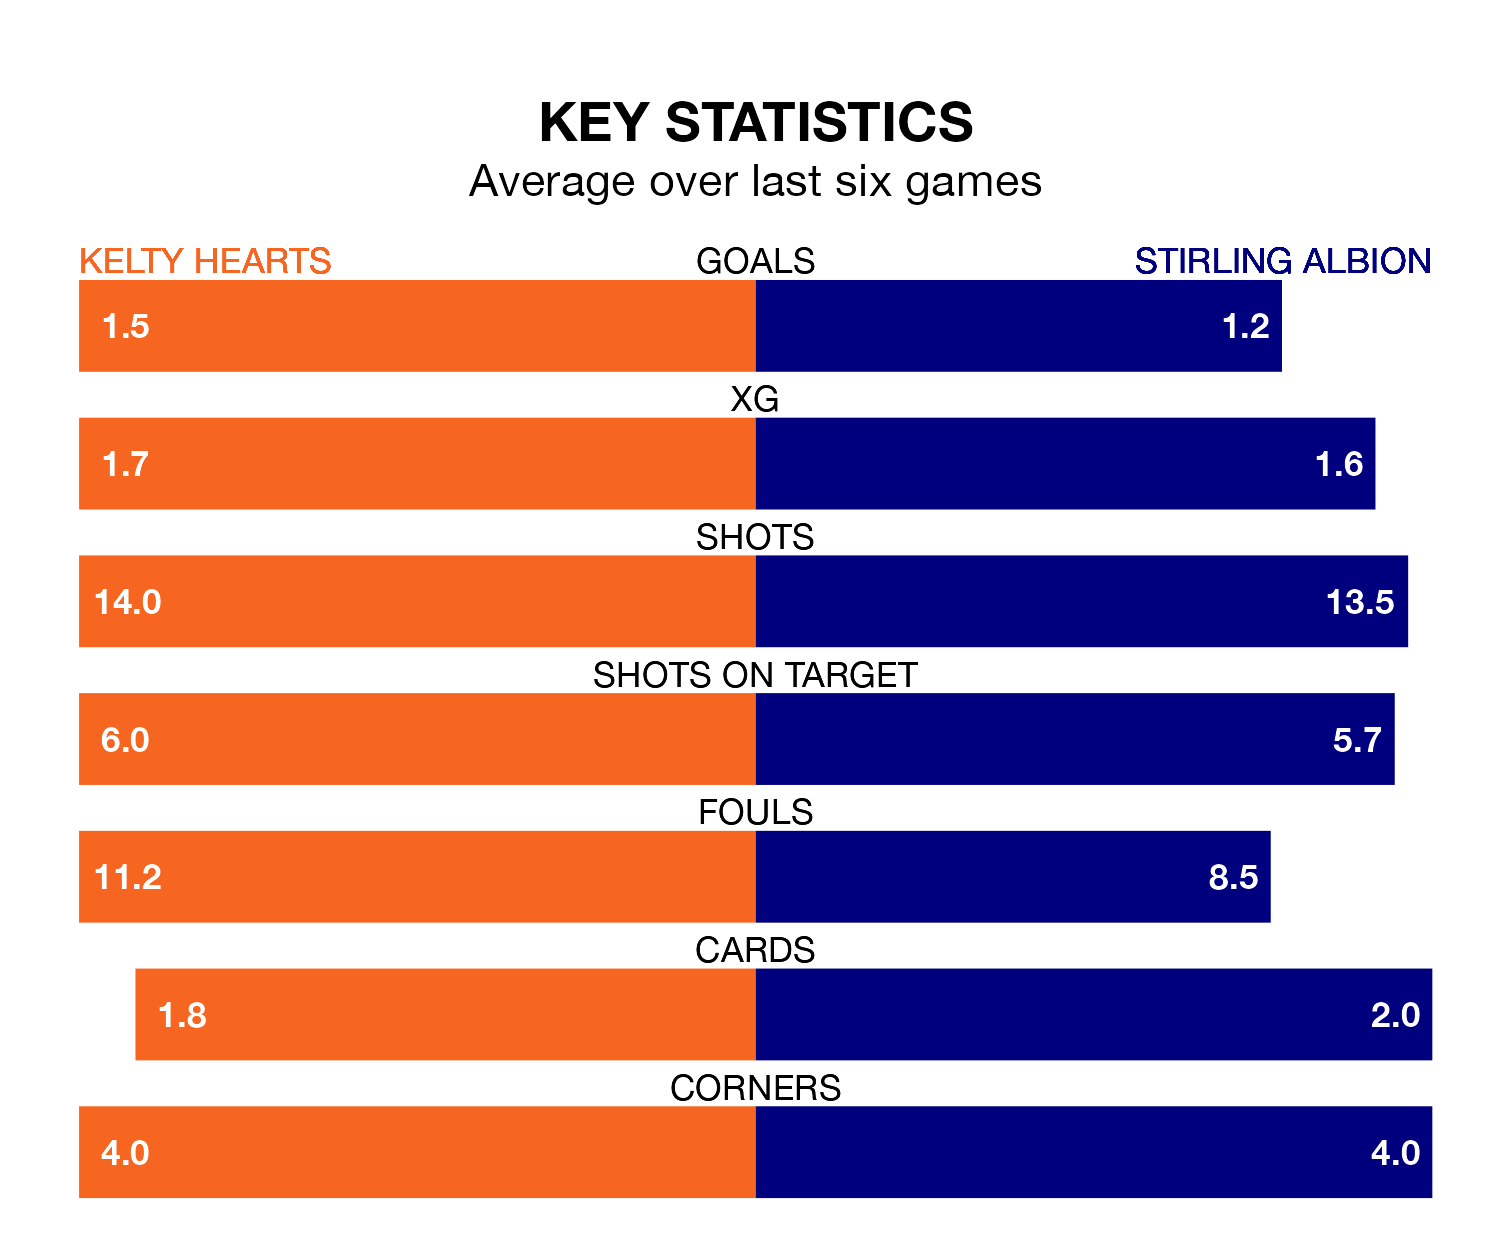 KEY STATISTICS
Average over last six games
KELTY HEARTS GOALS STIRLING ALBION
1.5 1.2
XG
1.7 1.6
SHOTS
14.0 13.5
SHOTS ON TARGET
6.0 5.7
FOULS
11.2 8.5
CARDS
1.8 2.0
CORNERS
4.0 4.0